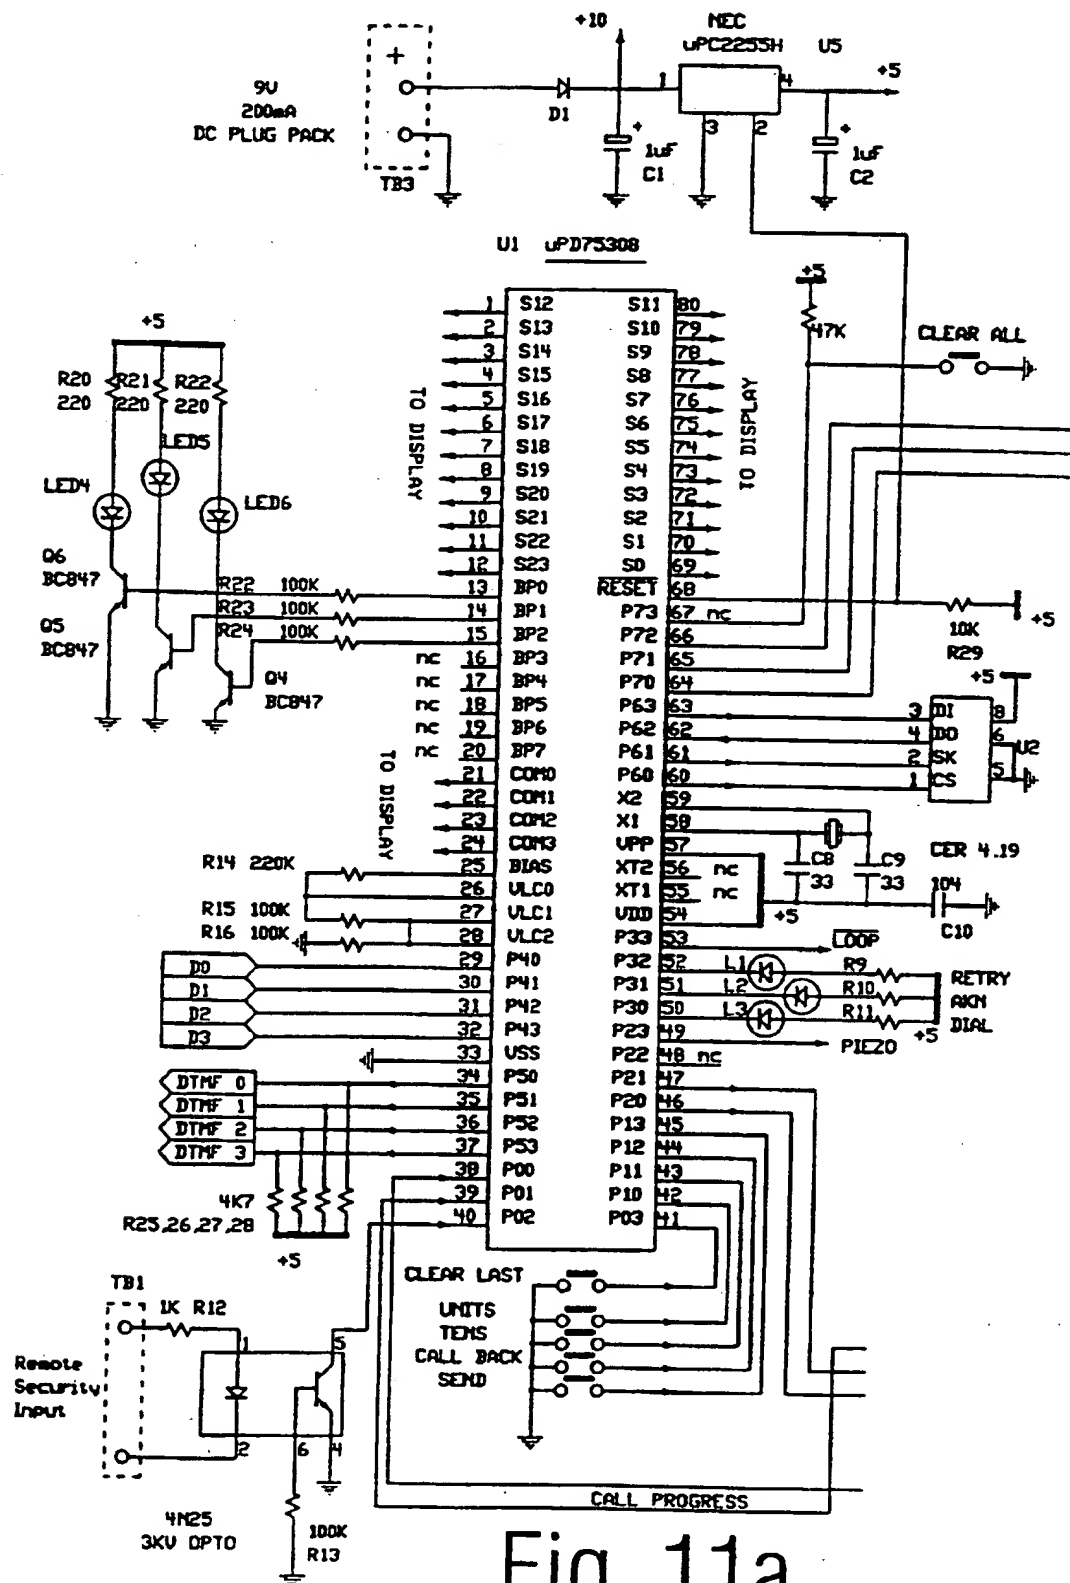 +10
NEC
uPC2255H U5
1
4
+5
9V
200mA
DC PLUG PACK
+
TB3
D1
+
1uF
C1
3
2
+
1uF
C2
U1 uPD75308
+5
47K
CLEAR ALL
+5
R20 R21 R22
220 220 220
LED5
LED4
LED6
Q6
BC847
Q5
BC847
Q4
BC847
R22 100K
R23 100K
R24 100K
TO DISPLAY
TO DISPLAY
1 S12 S11 80
2 S13 S10 79
3 S14 S9 78
4 S15 S8 77
5 S16 S7 76
6 S17 S6 75
7 S18 S5 74
8 S19 S4 73
9 S20 S3 72
10 S21 S2 71
11 S22 S1 70
12 S23 S0 69
13 BP0 RESET 68
14 BP1 P73 67 nc
15 BP2 P72 66
nc 16 BP3 P71 65
nc 17 BP4 P70 64
nc 18 BP5 P63 63
nc 19 BP6 P62 62
nc 20 BP7 P61 61
21 COM0 P60 60
22 COM1 X2 59
23 COM2 X1 58
24 COM3 VPP 57
25 BIAS XT2 56 nc
26 VLC0 XT1 55 nc
27 VLC1 VDD 54
28 VLC2 P33 53
29 P40 P32 52
30 P41 P31 51
31 P42 P30 50
32 P43 P23 49
33 VSS P22 48 nc
34 P50 P21 47
35 P51 P20 46
36 P52 P13 45
37 P53 P12 44
38 P00 P11 43
39 P01 P10 42
40 P02 P03 41
10K
R29
+5
+5
3 DI 8
4 DO 6
2 SK U2
1 CS 5
TO DISPLAY
R14 220K
R15 100K
R16 100K
C8
33
C9
33
CER 4.19
104
C10
+5
LOOP
D0
D1
D2
D3
L1 R9 RETRY
L2 R10 AKN
L3 R11 DIAL
+5
PIEZO
DTMF 0
DTMF 1
DTMF 2
DTMF 3
4K7
R25,26,27,28
+5
CLEAR LAST
UNITS
TENS
CALL BACK
SEND
TB1
1K R12
1
5
Remote
Security
Input
2
6
4
4N25
3KV OPTO
100K
R13
CALL PROGRESS
Fig 11a